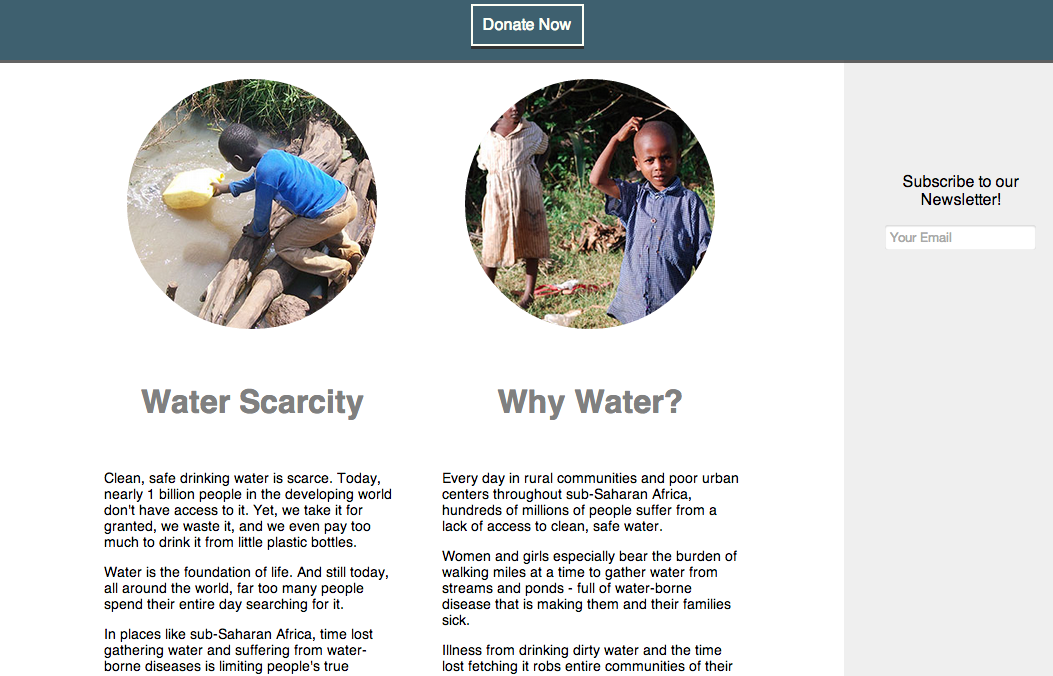 Donate Now
Subscribe to our
Newsletter!
Your Email
Water Scarcity
Clean, safe drinking water is scarce. Today,
nearly 1 billion people in the developing world
don't have access to it. Yet, we take it for
granted, we waste it, and we even pay too
much to drink it from little plastic bottles.
Water is the foundation of life. And still today,
all around the world, far too many people
spend their entire day searching for it.
In places like sub-Saharan Africa, time lost
gathering water and suffering from water-
borne diseases is limiting people's true
Why Water?
Every day in rural communities and poor urban
centers throughout sub-Saharan Africa,
hundreds of millions of people suffer from a
lack of access to clean, safe water.
Women and girls especially bear the burden of
walking miles at a time to gather water from
streams and ponds - full of water-borne
disease that is making them and their families
sick.
Illness from drinking dirty water and the time
lost fetching it robs entire communities of their